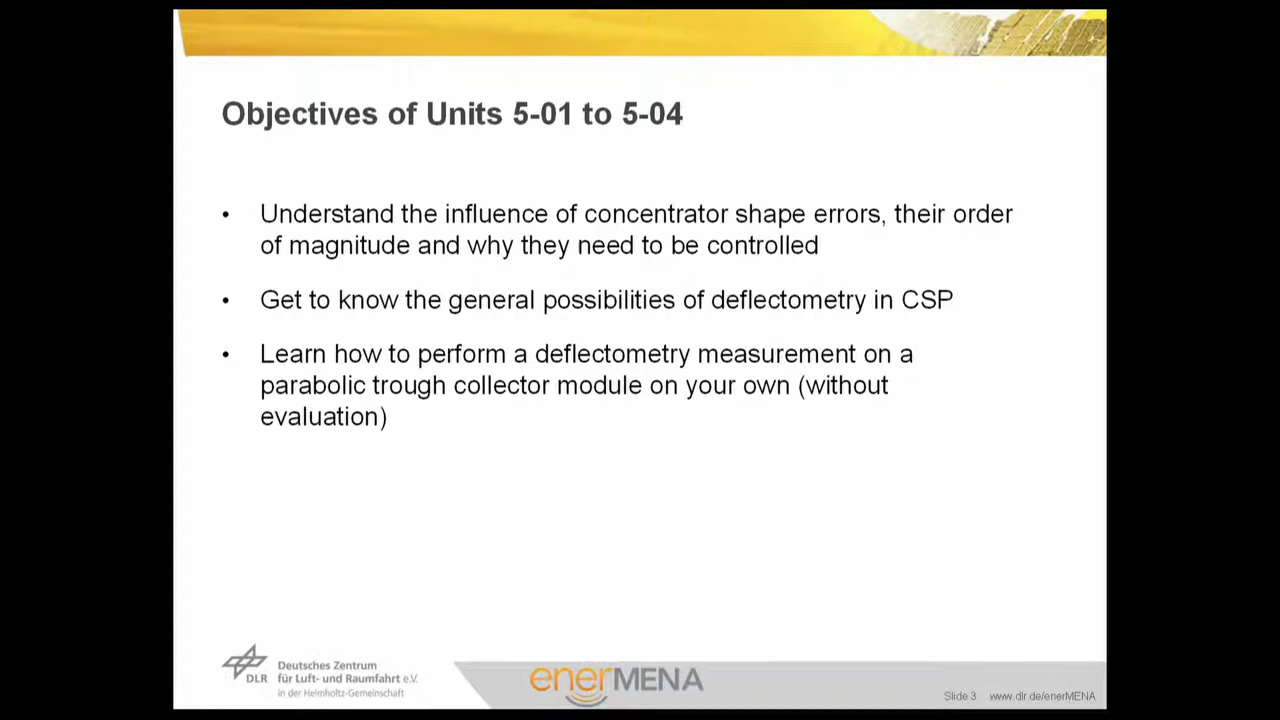 Objectives of Units 5-01 to 5-04
• Understand the influence of concentrator shape errors, their order
of magnitude and why they need to be controlled
• Get to know the general possibilities of deflectometry in CSP
• Learn how to perform a deflectometry measurement on a
parabolic trough collector module on your own (without
evaluation)
DLR
Deutsches Zentrum
für Luft- und Raumfahrt e.V.
in der Helmholtz-Gemeinschaft
enerMENA
Slide 3 www.dlr.de/enerMENA